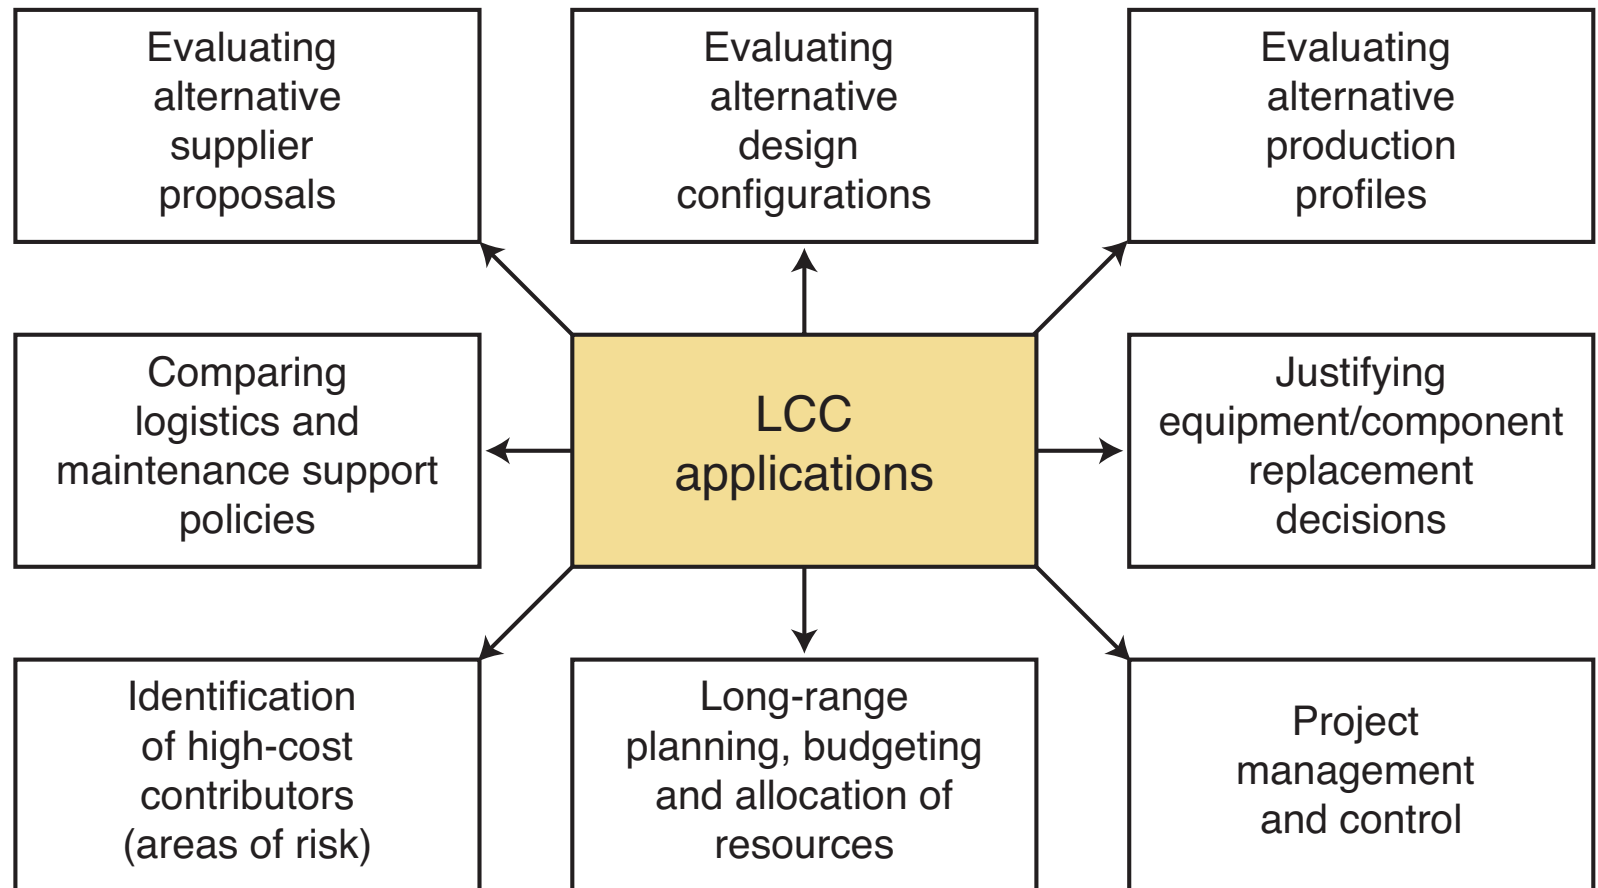 Evaluating
alternative
supplier
proposals
Evaluating
alternative
design
configurations
Evaluating
alternative
production
profiles
Comparing
logistics and
maintenance support
policies
LCC
applications
Justifying
equipment/component
replacement
decisions
Identification
of high-cost
contributors
(areas of risk)
Long-range
planning, budgeting
and allocation of
resources
Project
management
and control